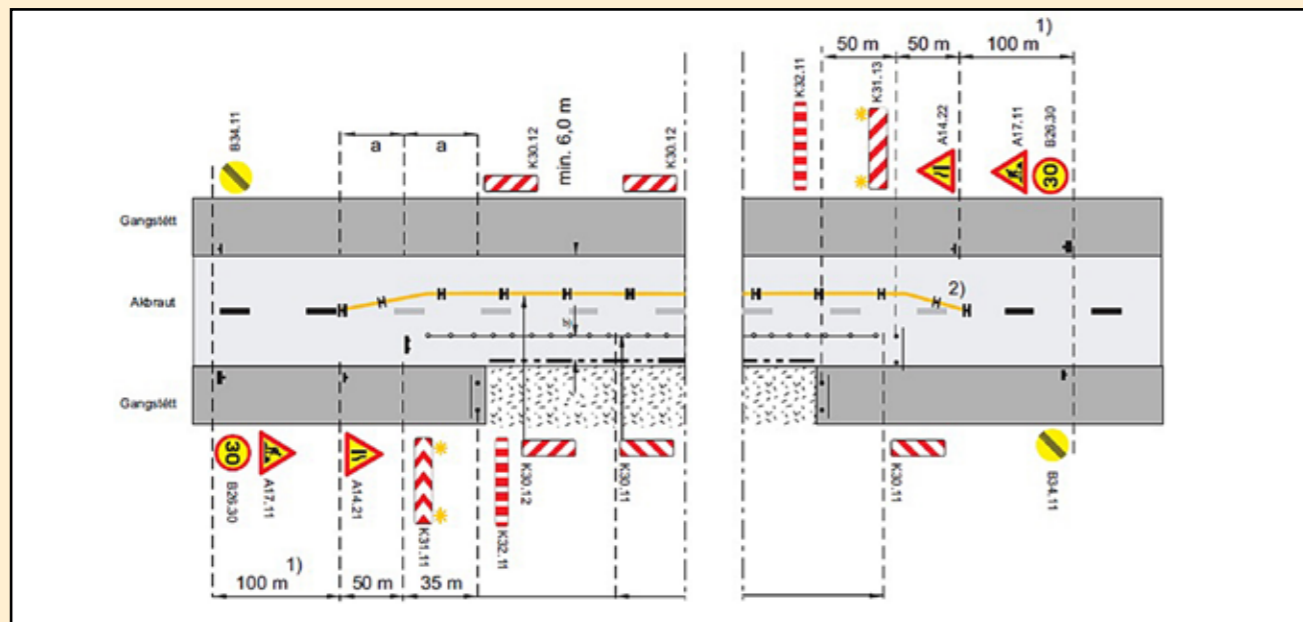 1)
50 m
50 m
100 m
B34.11
a
a
K30.12
min. 6,0 m
K30.12
K32.11
K31.13
A14.22
A17.11
B26.30
30
Gangstétt
Akbraut
2)
Gangstétt
30
B26.30
A17.11
A14.21
K31.11
K32.11
K30.12
K30.11
K30.11
B34.11
1)
100 m
50 m
35 m